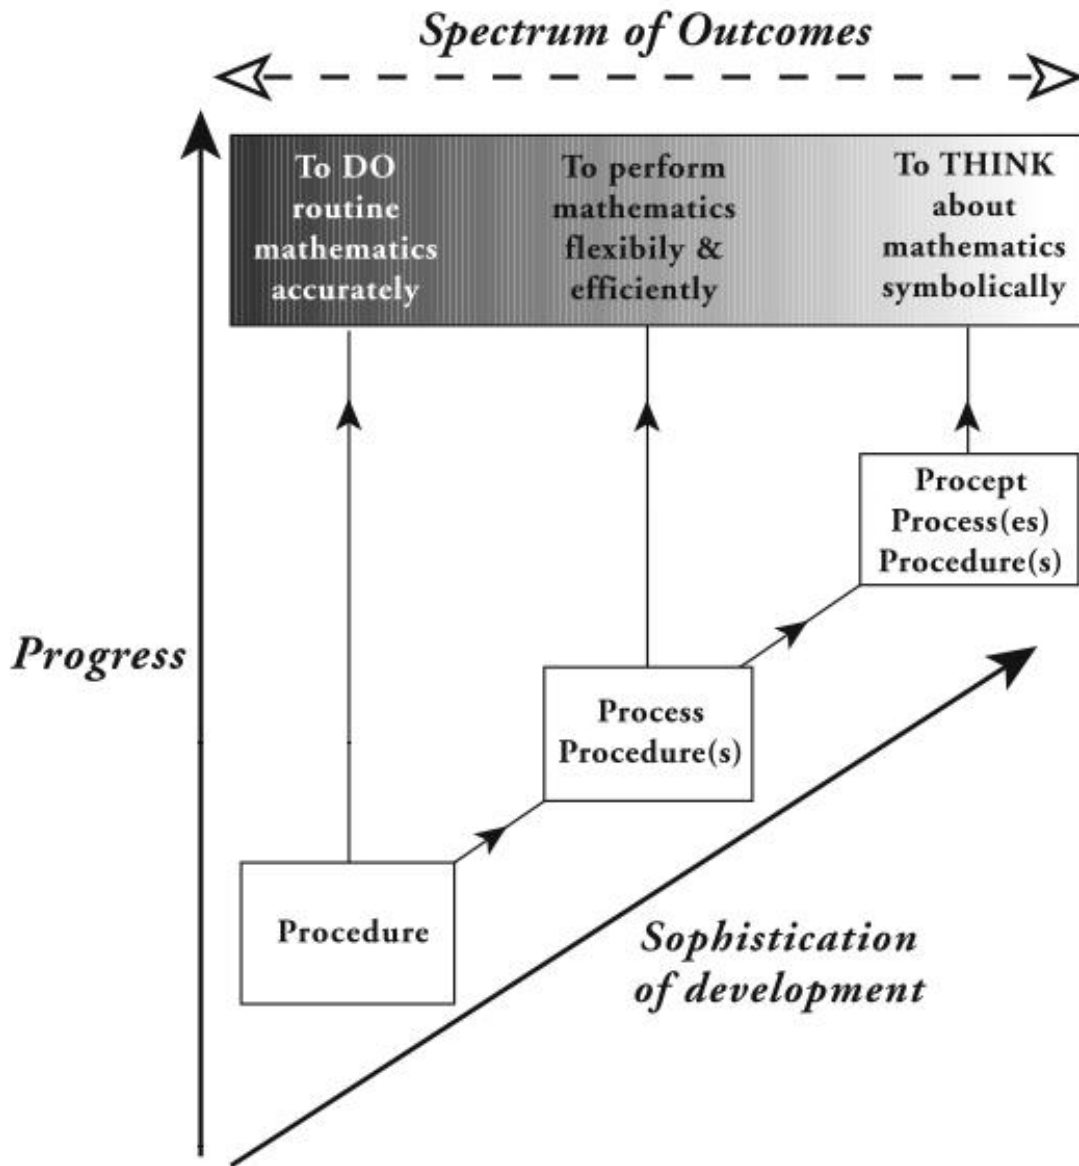 Spectrum of Outcomes
To DO
routine
mathematics
accurately
To perform
mathematics
flexibily &
efficiently
To THINK
about
mathematics
symbolically
Procept
Process(es)
Procedure(s)
Progress
Process
Procedure(s)
Procedure
Sophistication
of development